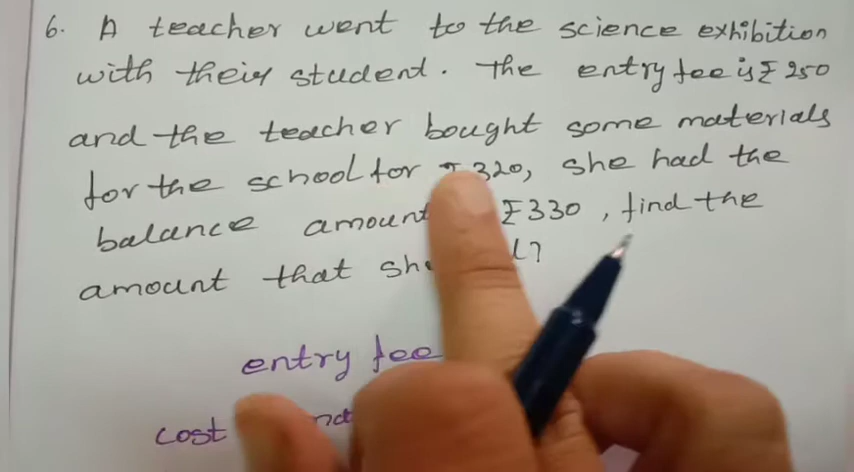 6. A teacher went to the science exhibition
with their student. The entry fee is ₹ 250
and the teacher bought some materials
for the school for ₹320, she had the
balance amount ₹330, find the
amount that
entry fee
cost